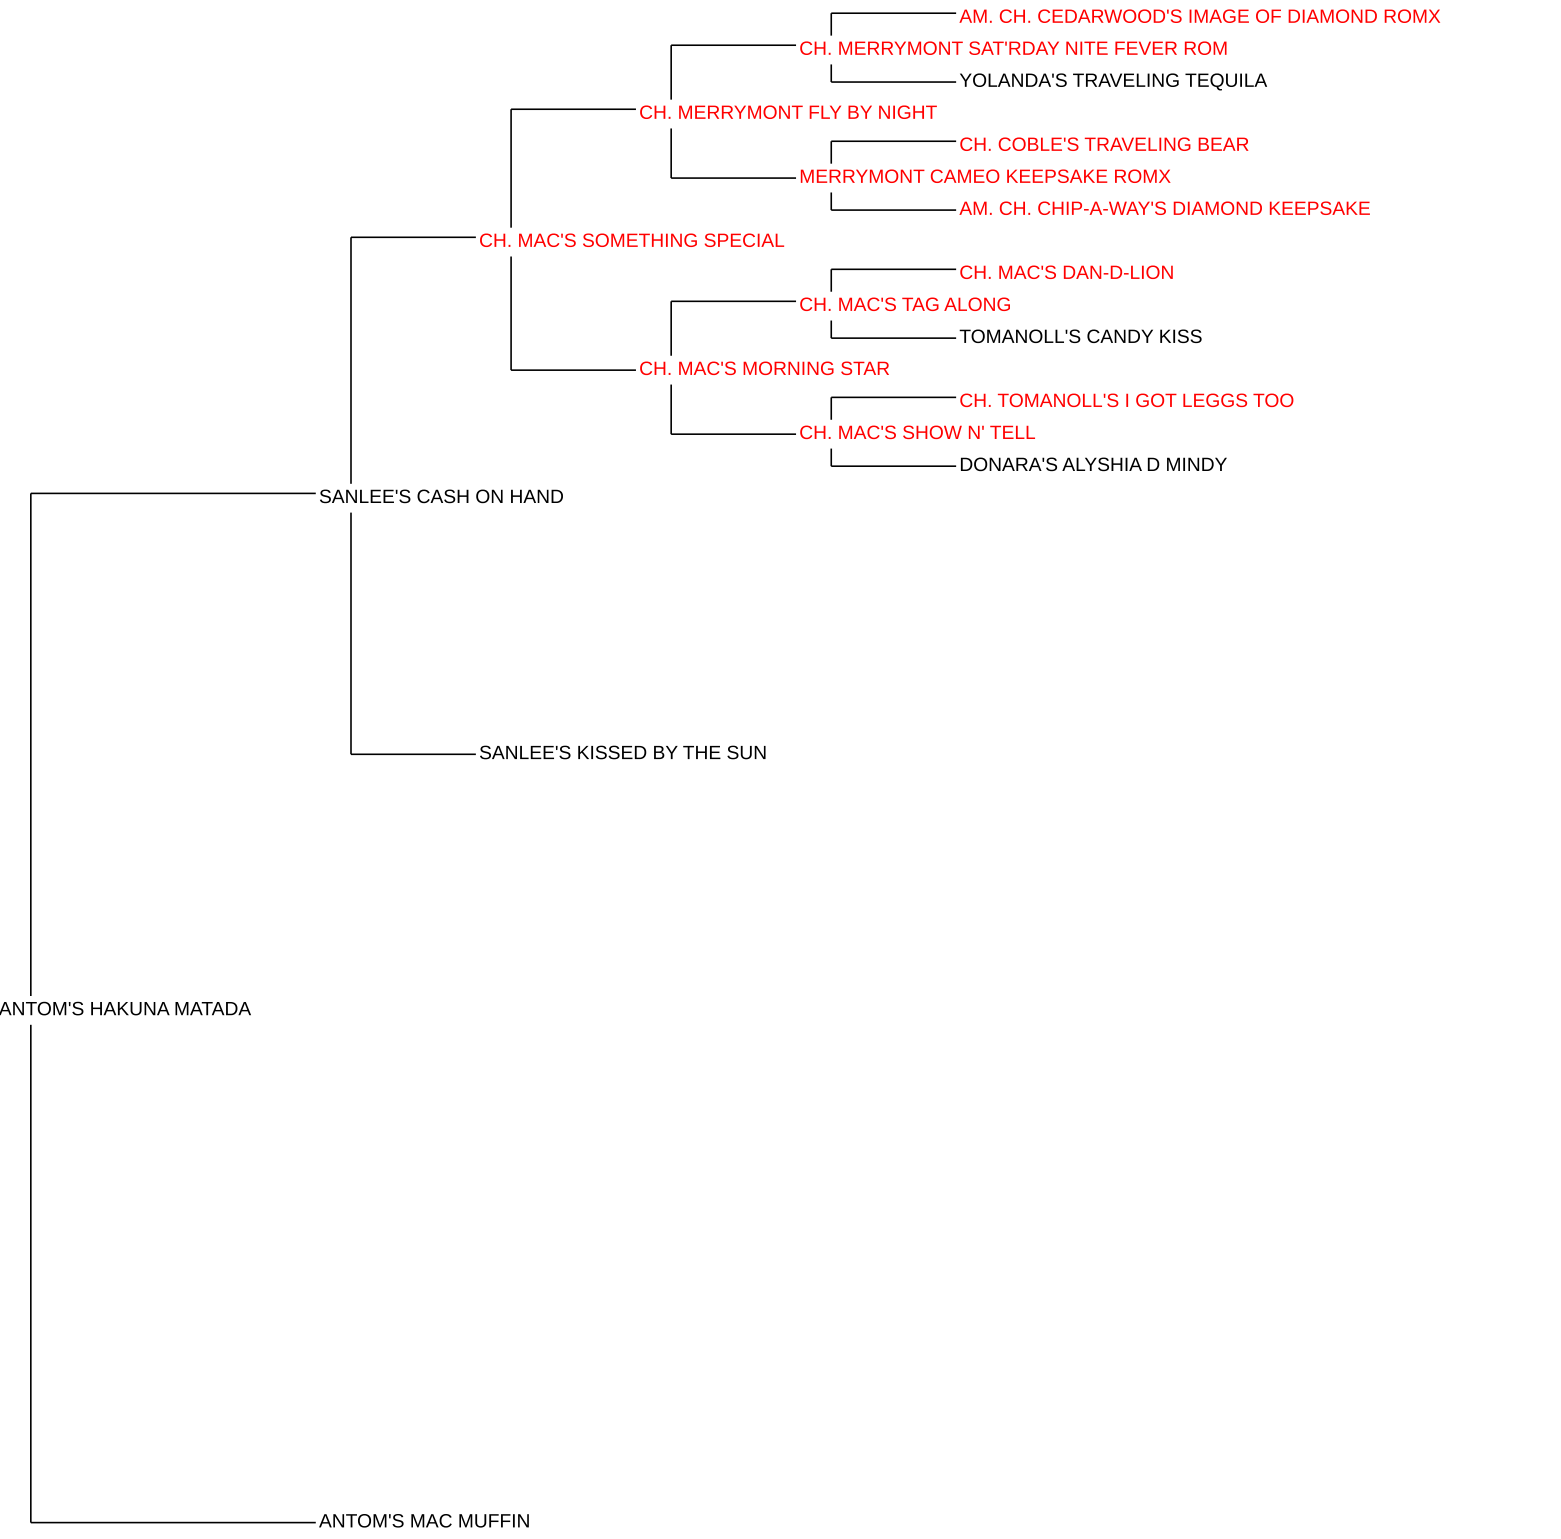 AM. CH. CEDARWOOD'S IMAGE OF DIAMOND ROMX
CH. MERRYMONT SAT'RDAY NITE FEVER ROM
YOLANDA'S TRAVELING TEQUILA
CH. MERRYMONT FLY BY NIGHT
CH. COBLE'S TRAVELING BEAR
MERRYMONT CAMEO KEEPSAKE ROMX
AM. CH. CHIP-A-WAY'S DIAMOND KEEPSAKE
CH. MAC'S SOMETHING SPECIAL
CH. MAC'S DAN-D-LION
CH. MAC'S TAG ALONG
TOMANOLL'S CANDY KISS
CH. MAC'S MORNING STAR
CH. TOMANOLL'S I GOT LEGGS TOO
CH. MAC'S SHOW N' TELL
DONARA'S ALYSHIA D MINDY
SANLEE'S CASH ON HAND
SANLEE'S KISSED BY THE SUN
ANTOM'S HAKUNA MATADA
ANTOM'S MAC MUFFIN